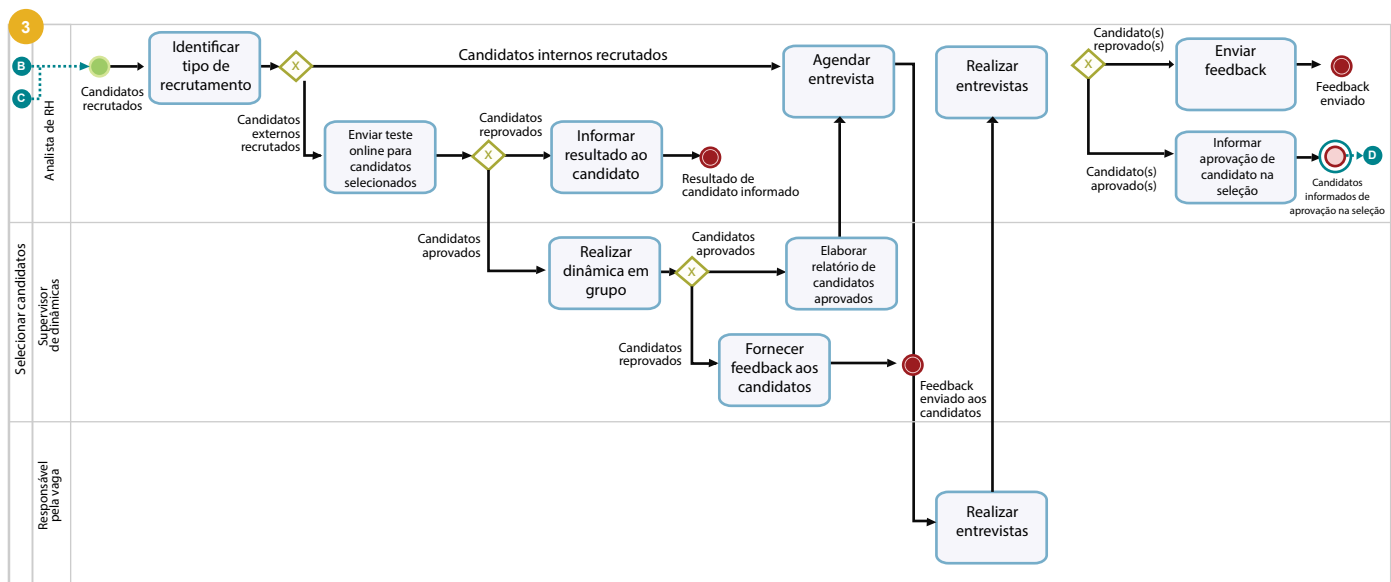 3
Selecionar candidatos
Analista de RH
B
C
Candidatos
recrutados
Identificar
tipo de
recrutamento
X
Candidatos internos recrutados
Candidatos
externos
recrutados
Enviar teste
online para
candidatos
selecionados
X
Candidatos
reprovados
Informar
resultado ao
candidato
Resultado de
candidato informado
Agendar
entrevista
Realizar
entrevistas
X
Candidato(s)
reprovado(s)
Enviar
feedback
Feedback
enviado
Candidato(s)
aprovado(s)
Informar
aprovação de
candidato na
seleção
D
Candidatos
informados de
aprovação na seleção
Supervisor
de dinâmicas
Candidatos
aprovados
Realizar
dinâmica em
grupo
X
Candidatos
aprovados
Elaborar
relatório de
candidatos
aprovados
Candidatos
reprovados
Fornecer
feedback aos
candidatos
Feedback
enviado aos
candidatos
Responsável
pela vaga
Realizar
entrevistas